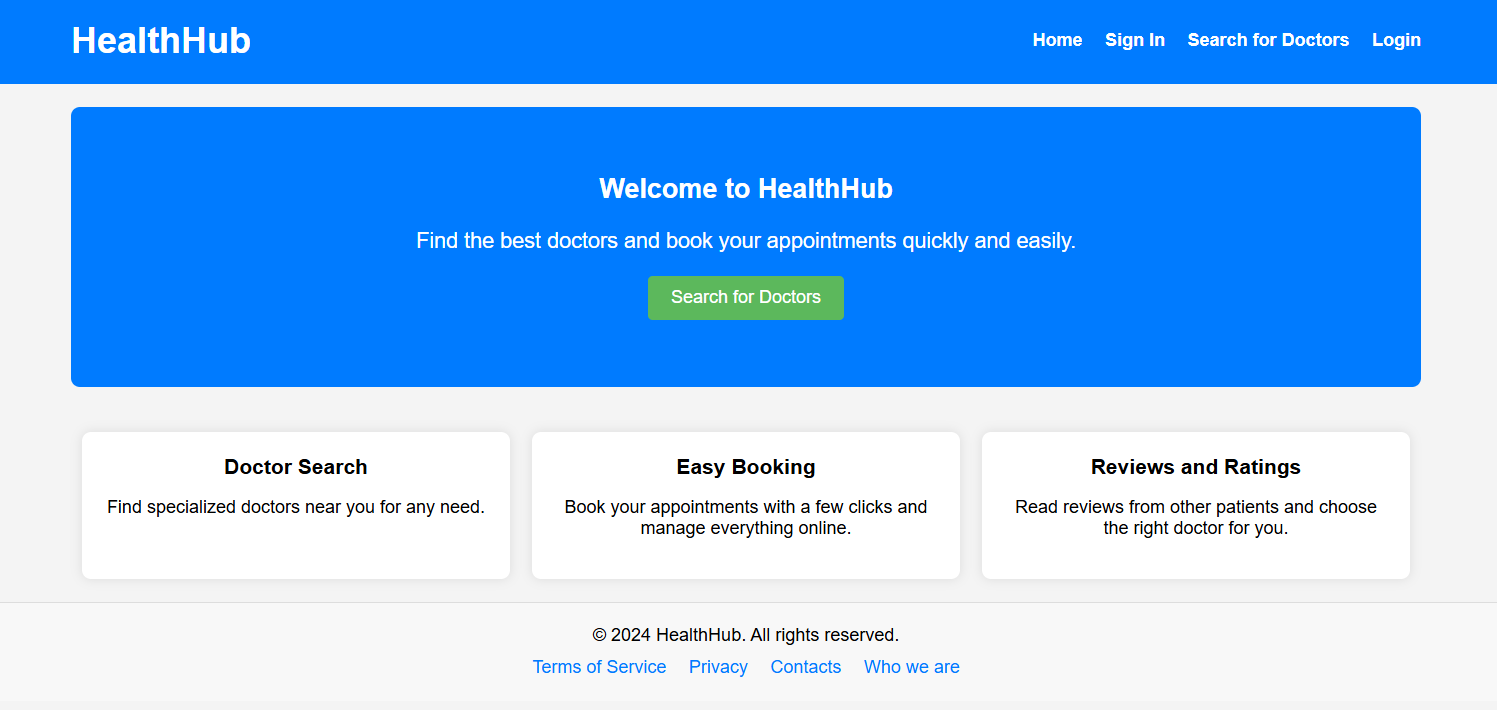 HealthHub
Home Sign In Search for Doctors Login
Welcome to HealthHub
Find the best doctors and book your appointments quickly and easily.
Search for Doctors
Doctor Search
Find specialized doctors near you for any need.
Easy Booking
Book your appointments with a few clicks and
manage everything online.
Reviews and Ratings
Read reviews from other patients and choose
the right doctor for you.
© 2024 HealthHub. All rights reserved.
Terms of Service Privacy Contacts Who we are